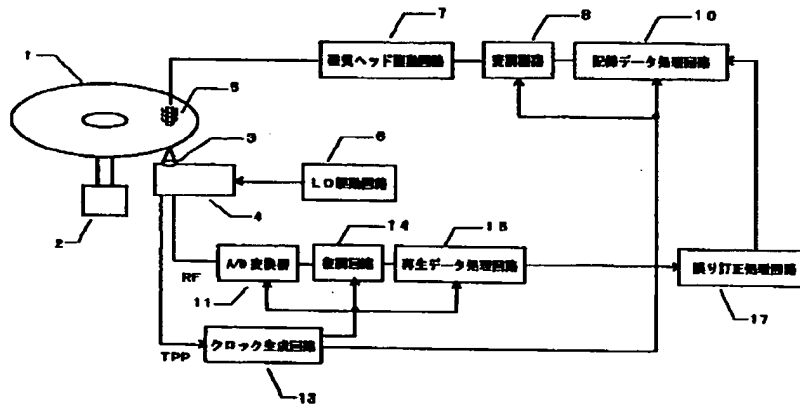 7
8
10
1
5
磁気ヘッド駆動回路
変調回路
記録データ処理回路
3
6
LD駆動回路
2
4
14
15
A/D変換器
復調回路
再生データ処理回路
誤り訂正処理回路
RF
11
17
クロック生成回路
TPP
13